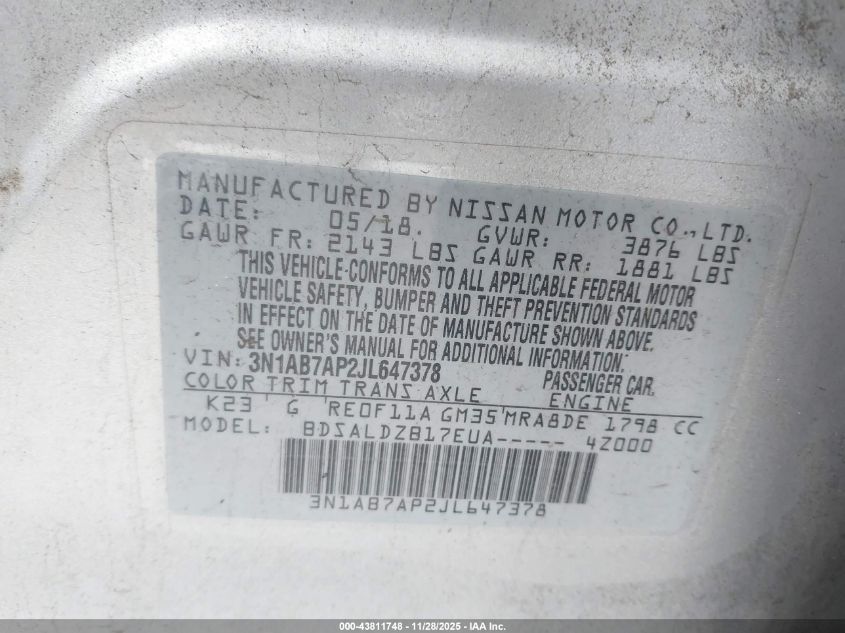 MANUFACTURED BY NISSAN MOTOR CO.,LTD.
DATE: 05/18. GVWR: 3876 LBS
GAWR FR: 2143 LBS GAWR RR: 1881 LBS
THIS VEHICLE CONFORMS TO ALL APPLICABLE FEDERAL MOTOR
VEHICLE SAFETY, BUMPER AND THEFT PREVENTION STANDARDS
IN EFFECT ON THE DATE OF MANUFACTURE SHOWN ABOVE.
SEE OWNER'S MANUAL FOR ADDITIONAL INFORMATION.
VIN: 3N1AB7AP2JL647378 PASSENGER CAR.
COLOR TRIM TRANS AXLE ENGINE
K23 G RE0F11A GM35 MRA8DE 1798 CC
MODEL: BDSALDZB17EUA----- 4Z000
3N1AB7AP2JL647378
000-43811748 - 11/28/2025 - IAA Inc.